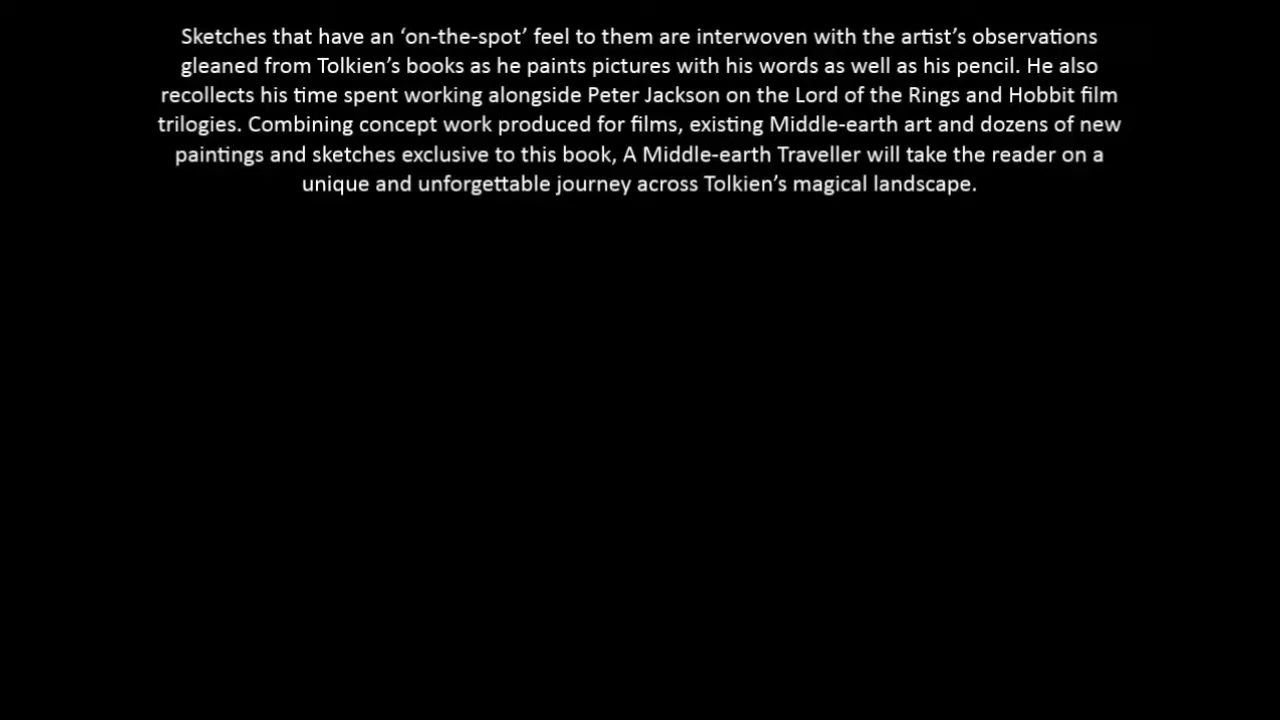 Sketches that have an ‘on-the-spot’ feel to them are interwoven with the artist’s observations
gleaned from Tolkien’s books as he paints pictures with his words as well as his pencil. He also
recollects his time spent working alongside Peter Jackson on the Lord of the Rings and Hobbit film
trilogies. Combining concept work produced for films, existing Middle-earth art and dozens of new
paintings and sketches exclusive to this book, A Middle-earth Traveller will take the reader on a
unique and unforgettable journey across Tolkien’s magical landscape.